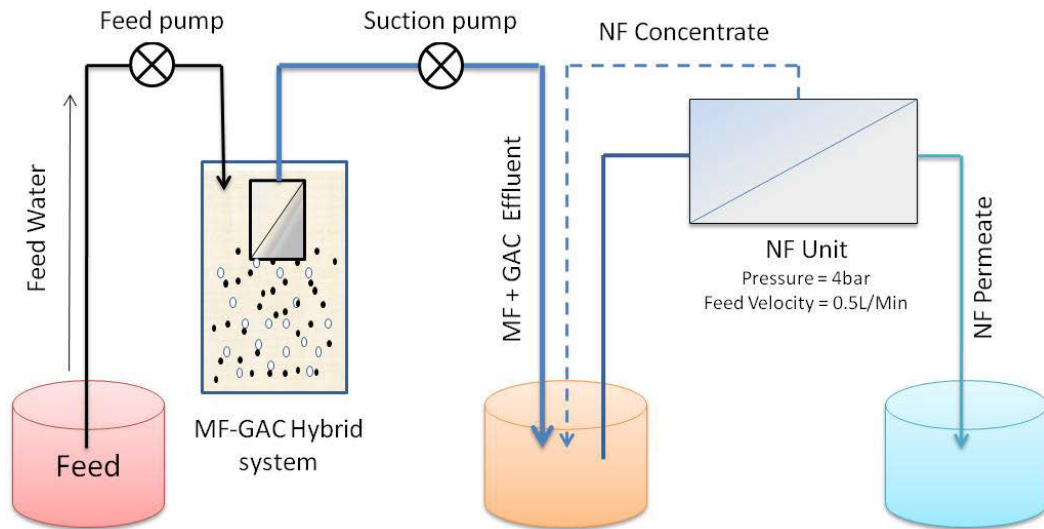 Feed pump
Suction pump
NF Concentrate
Feed Water
MF + GAC Effluent
NF Unit
Pressure = 4bar
Feed Velocity = 0.5L/Min
NF Permeate
MF-GAC Hybrid
system
Feed